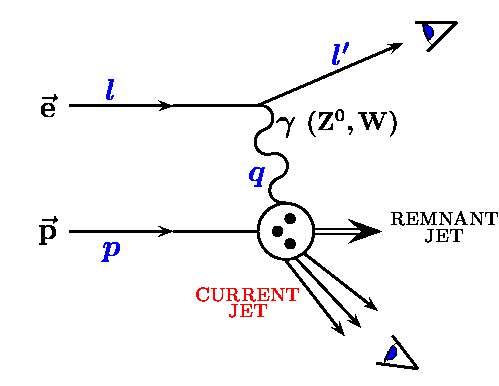 l
l′
e⃗
γ (Z⁰, W)
q
p⃗
p
REMNANT
JET
CURRENT
JET